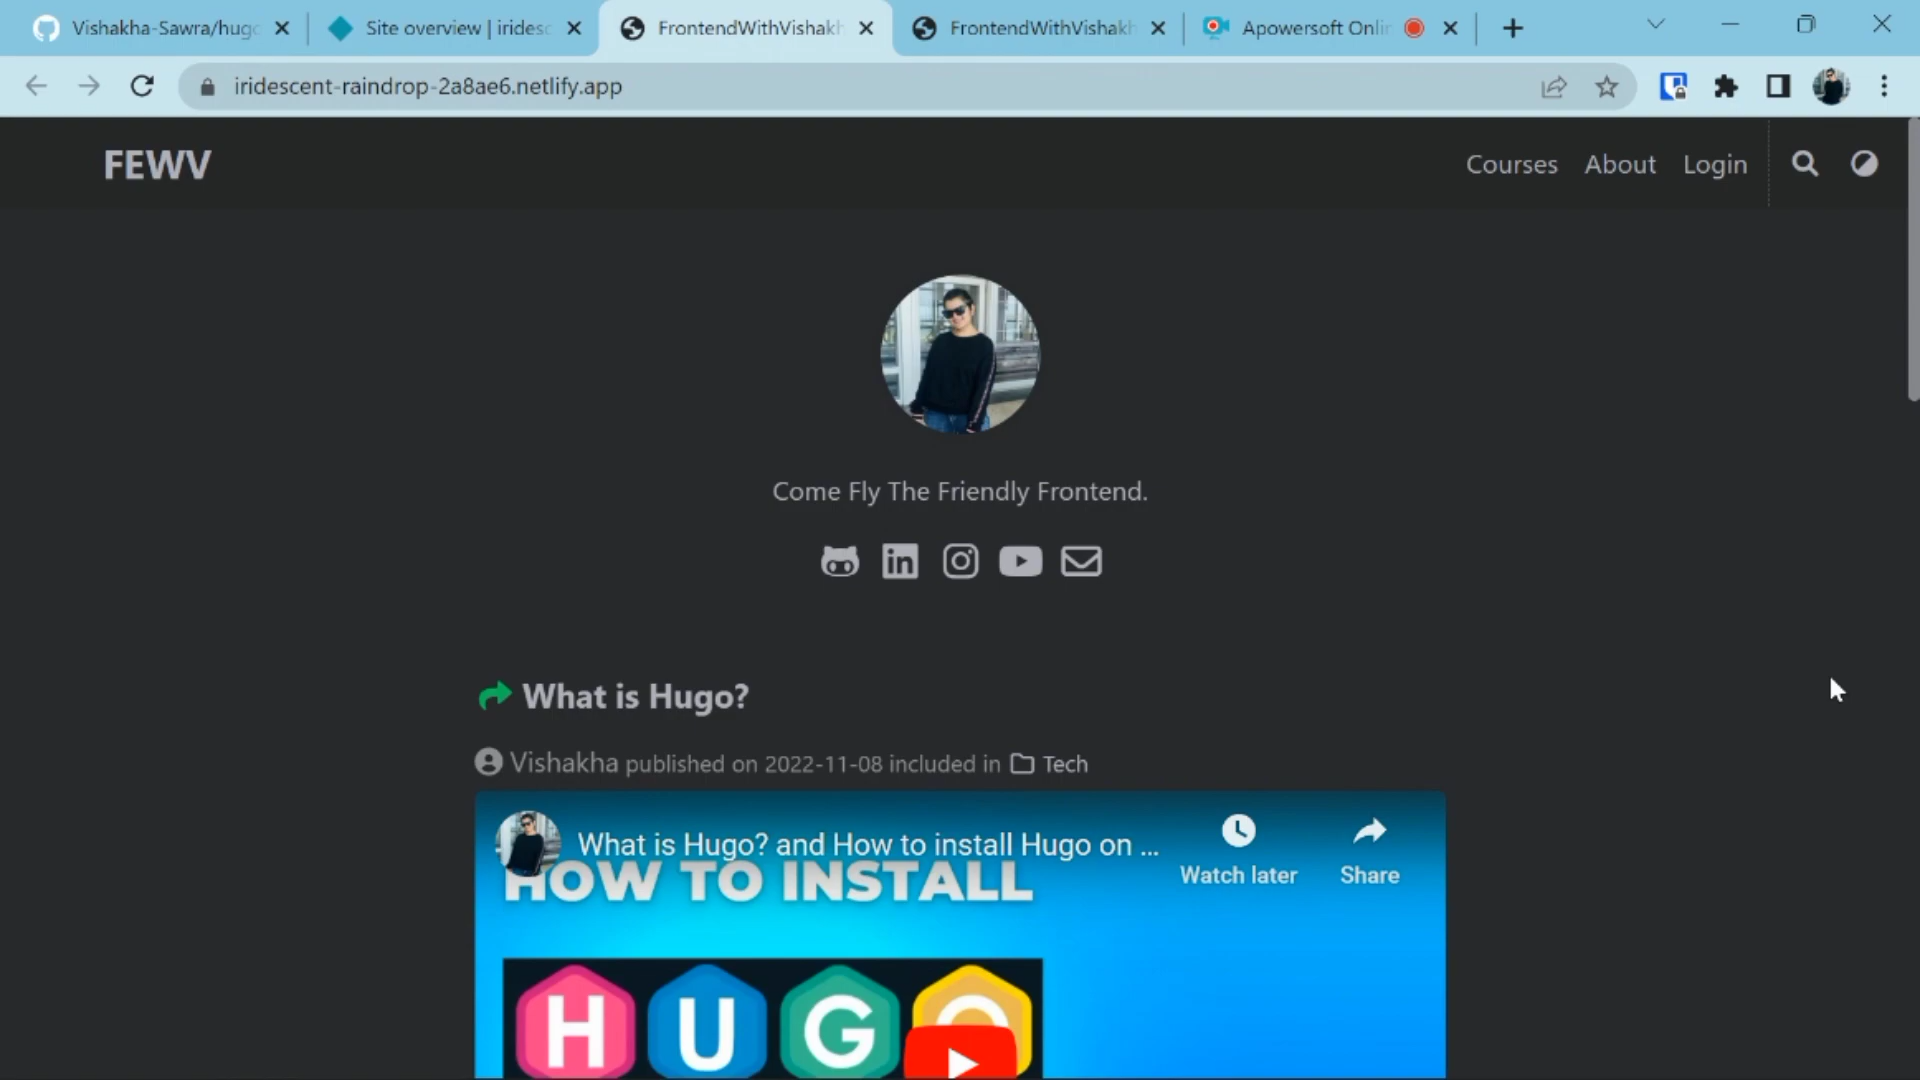 Vishakha-Sawra/hugo
Site overview | iridesc
FrontendWithVishakh
FrontendWithVishakh
Apowersoft Onli
iridescent-raindrop-2a8ae6.netlify.app
FEWV
Courses
About
Login
Come Fly The Friendly Frontend.
in
What is Hugo?
Vishakha published on 2022-11-08 included in Tech
What is Hugo? and How to install Hugo on ...
Watch later
Share
HOW TO INSTALL
HUGO